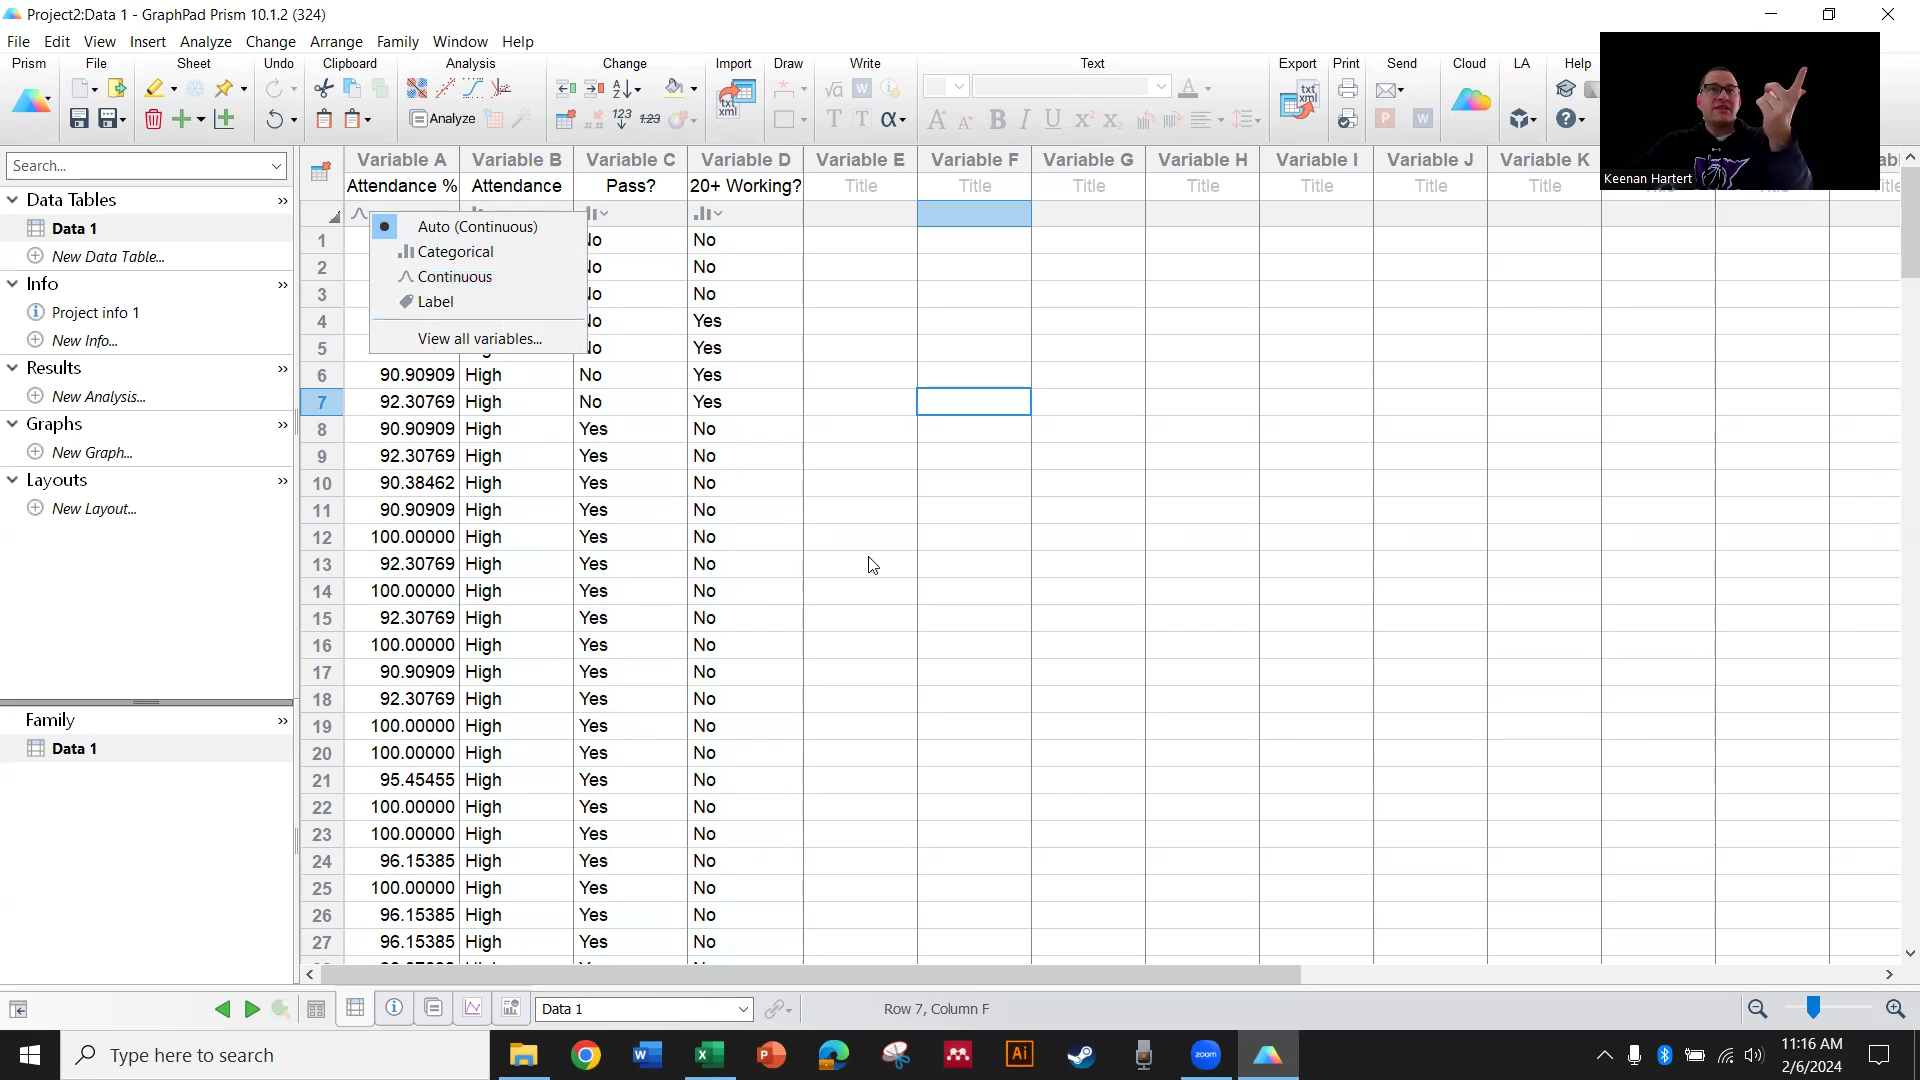 Project2:Data 1 - GraphPad Prism 10.1.2 (324)
File Edit View Insert Analyze Change Arrange Family Window Help
Prism File Sheet Undo Clipboard Analysis Change Import Draw Write Text Export Print Send Cloud LA Help
Analyze
Keenan Hartert
Search...
Data Tables
Data 1
New Data Table...
Info
Project info 1
New Info...
Results
New Analysis...
Graphs
New Graph...
Layouts
New Layout...
Family
Data 1
Variable A Variable B Variable C Variable D Variable E Variable F Variable G Variable H Variable I Variable J Variable K
Attendance % Attendance Pass? 20+ Working? Title Title Title Title Title Title Title
Auto (Continuous)
Categorical
Continuous
Label
View all variables...
1 No No
2 No No
3 No No
4 No Yes
5 No Yes
6 90.90909 High No Yes
7 92.30769 High No Yes
8 90.90909 High Yes No
9 92.30769 High Yes No
10 90.38462 High Yes No
11 90.90909 High Yes No
12 100.00000 High Yes No
13 92.30769 High Yes No
14 100.00000 High Yes No
15 92.30769 High Yes No
16 100.00000 High Yes No
17 90.90909 High Yes No
18 92.30769 High Yes No
19 100.00000 High Yes No
20 100.00000 High Yes No
21 95.45455 High Yes No
22 100.00000 High Yes No
23 100.00000 High Yes No
24 96.15385 High Yes No
25 100.00000 High Yes No
26 96.15385 High Yes No
27 96.15385 High Yes No
Data 1
Row 7, Column F
Type here to search
zoom
11:16 AM
2/6/2024